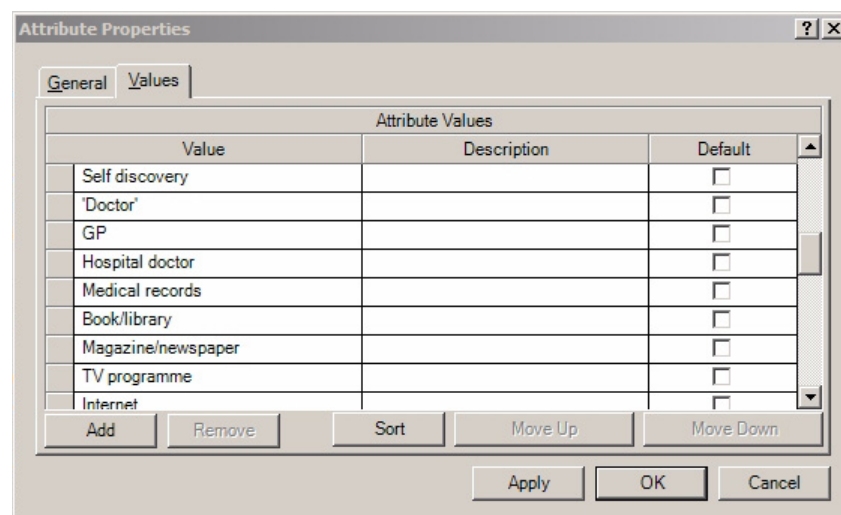 Attribute Properties
General Values
Attribute Values
Value Description Default
Self discovery
'Doctor'
GP
Hospital doctor
Medical records
Book/library
Magazine/newspaper
TV programme
Internet
Add Remove Sort Move Up Move Down
Apply OK Cancel